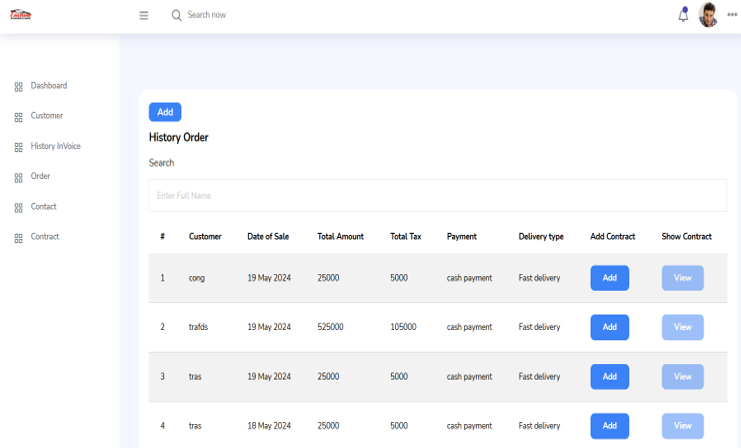 Search now
Dashboard
Customer
History InVoice
Order
Contact
Contract
Add
History Order
Search
Enter Full Name
# Customer Date of Sale Total Amount Total Tax Payment Delivery type Add Contract Show Contract
1 cong 19 May 2024 25000 5000 cash payment Fast delivery Add View
2 trafds 19 May 2024 525000 105000 cash payment Fast delivery Add View
3 tras 19 May 2024 25000 5000 cash payment Fast delivery Add View
4 tras 18 May 2024 25000 5000 cash payment Fast delivery Add View